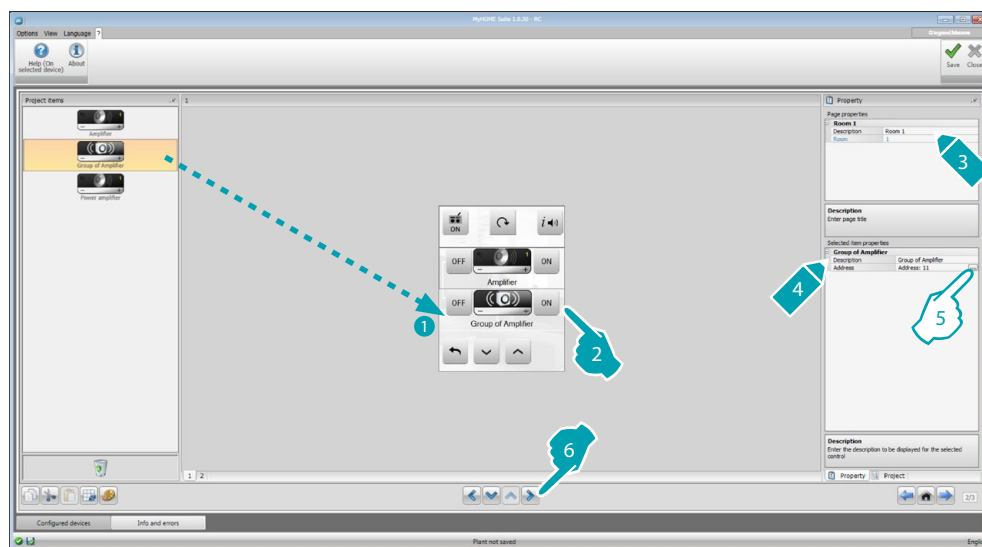 MyHOME Suite 1.0.30 - RC
Options View Language ?
Help (On selected device)
About
Save
Close
Project items
1
Property
Amplifier
Group of Amplifier
Power amplifier
Page properties
Room 1
Description Room 1
Room 1
3
Description
Enter page title
ON
i
OFF
ON
Amplifier
OFF
ON
Group of Amplifier
1
2
Selected item properties
Group of Amplifier
Description Group of Amplifier
Address Address: 11
4
5
6
Description
Enter the description to be displayed for the selected
control
1 2
Property Project
2/3
Configured devices
Info and errors
Plant not saved
Englis